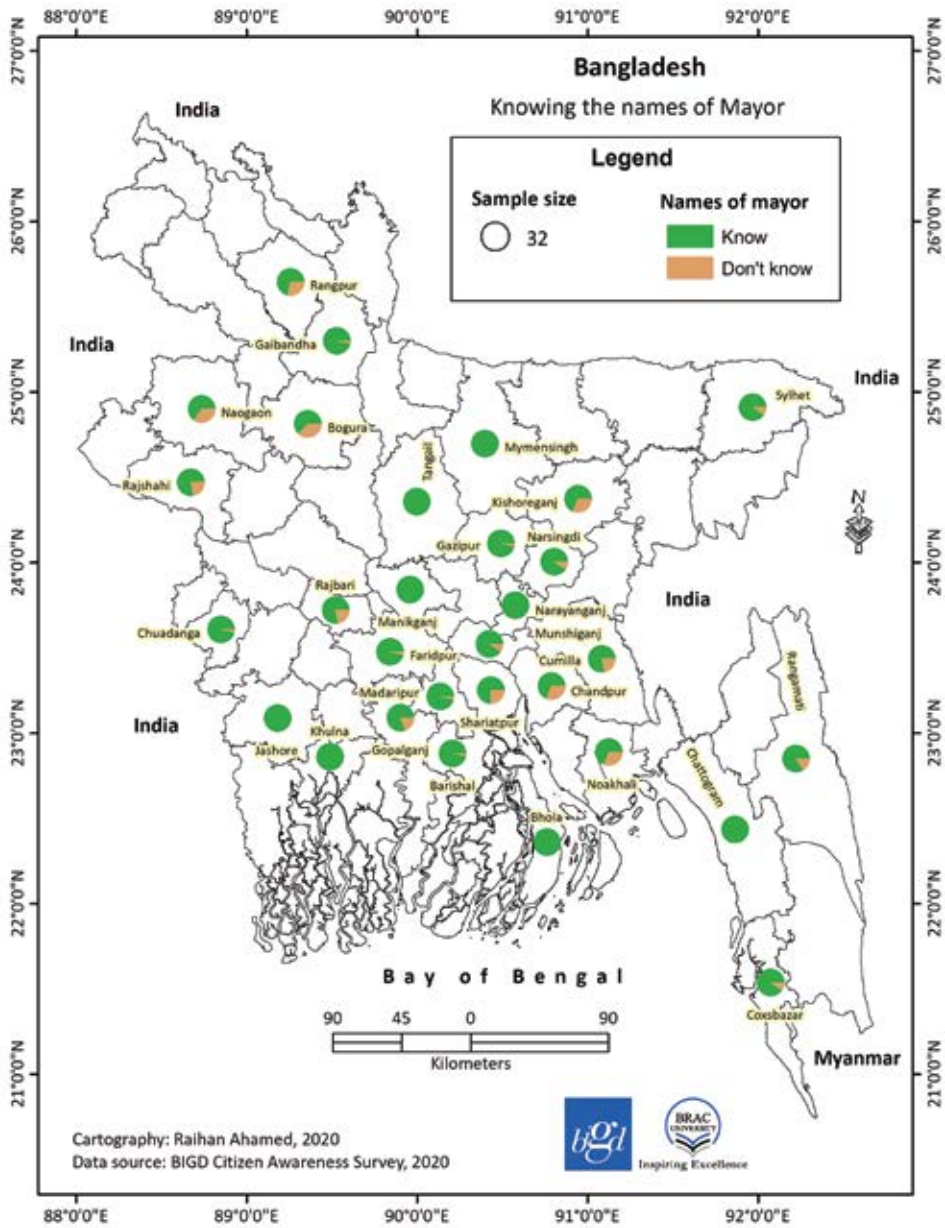 88°0'0"E 89°0'0"E 90°0'0"E 91°0'0"E 92°0'0"E
27°0'0"N
27°0'0"N
Bangladesh
Knowing the names of Mayor
India
Legend
Sample size
32
Names of mayor
Know
Don't know
26°0'0"N
26°0'0"N
Rangpur
Gaibandha
India
India
25°0'0"N
25°0'0"N
Sylhet
Naogaon
Bogura
Mymensingh
Tangail
Rajshahi
Kishoreganj
N
Gazipur
Narsingdi
24°0'0"N
24°0'0"N
Rajbari
India
Manikganj
Narayanganj
Chuadanga
Munshiganj
Faridpur
Cumilla
Rangamati
Madaripur
Chandpur
Shariatpur
India
23°0'0"N
23°0'0"N
Khulna
Jashore
Gopalganj
Barishal
Noakhali
Chattogram
Bhola
22°0'0"N
22°0'0"N
Bay of Bengal
Coxsbazar
90 45 0 90
Kilometers
Myanmar
21°0'0"N
21°0'0"N
bigd
BRAC
UNIVERSITY
Inspiring Excellence
Cartography: Raihan Ahamed, 2020
Data source: BIGD Citizen Awareness Survey, 2020
88°0'0"E 89°0'0"E 90°0'0"E 91°0'0"E 92°0'0"E